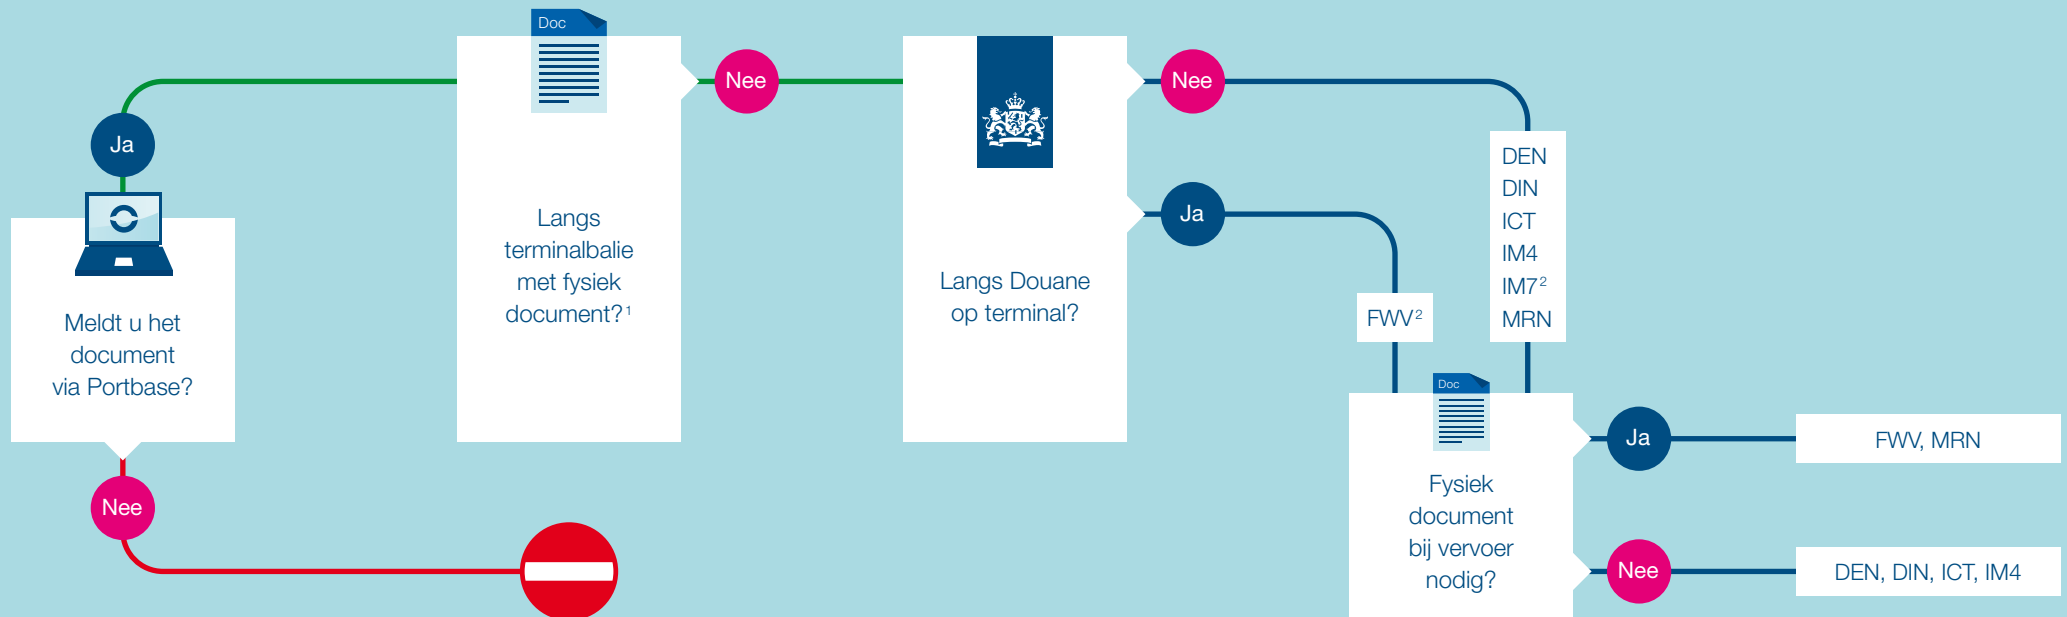 Ja
Meldt u het
document
via Portbase?
Nee
Doc
Langs
terminalbalie
met fysiek
document?¹
Nee
Langs Douane
op terminal?
Nee
Ja
DEN
DIN
ICT
IM4
IM7²
MRN
FWV²
Doc
Fysiek
document
bij vervoer
nodig?
Ja
FWV, MRN
Nee
DEN, DIN, ICT, IM4